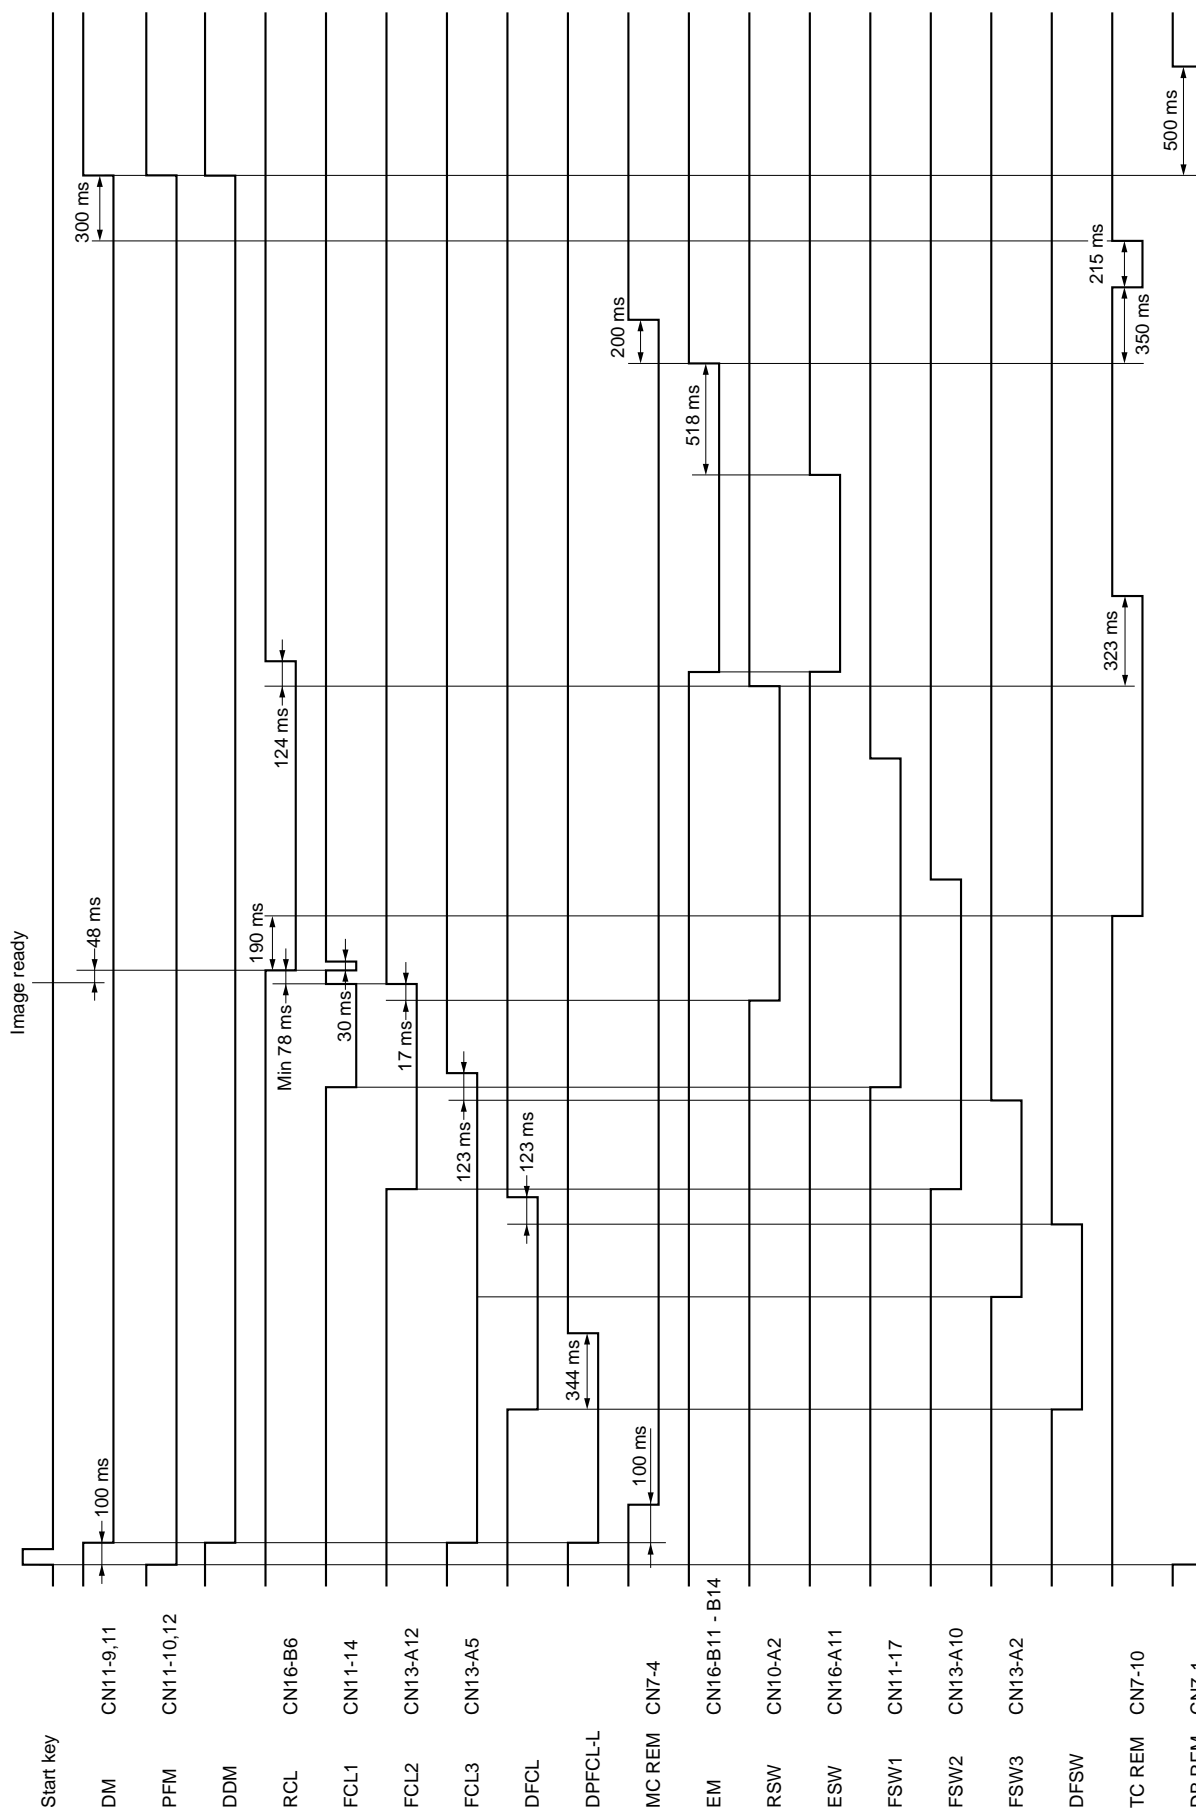 Image ready
Start key
DM CN11-9,11
100 ms
48 ms
300 ms
PFM CN11-10,12
DDM
RCL CN16-B6
Min 78 ms
190 ms
124 ms
FCL1 CN11-14
30 ms
FCL2 CN13-A12
17 ms
FCL3 CN13-A5
123 ms
DFCL
123 ms
DPFCL-L
344 ms
MC REM CN7-4
100 ms
200 ms
EM CN16-B11 - B14
518 ms
RSW CN10-A2
ESW CN16-A11
FSW1 CN11-17
FSW2 CN13-A10
FSW3 CN13-A2
DFSW
TC REM CN7-10
323 ms
350 ms
215 ms
500 ms